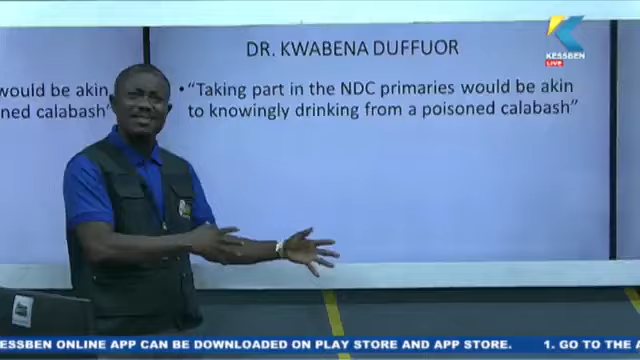 DR. KWABENA DUFFUOR
KESSBEN
LIVE
would be akin
ned calabash"
• "Taking part in the NDC primaries would be akin
to knowingly drinking from a poisoned calabash"
ESSBEN ONLINE APP CAN BE DOWNLOADED ON PLAY STORE AND APP STORE. 1. GO TO THE A